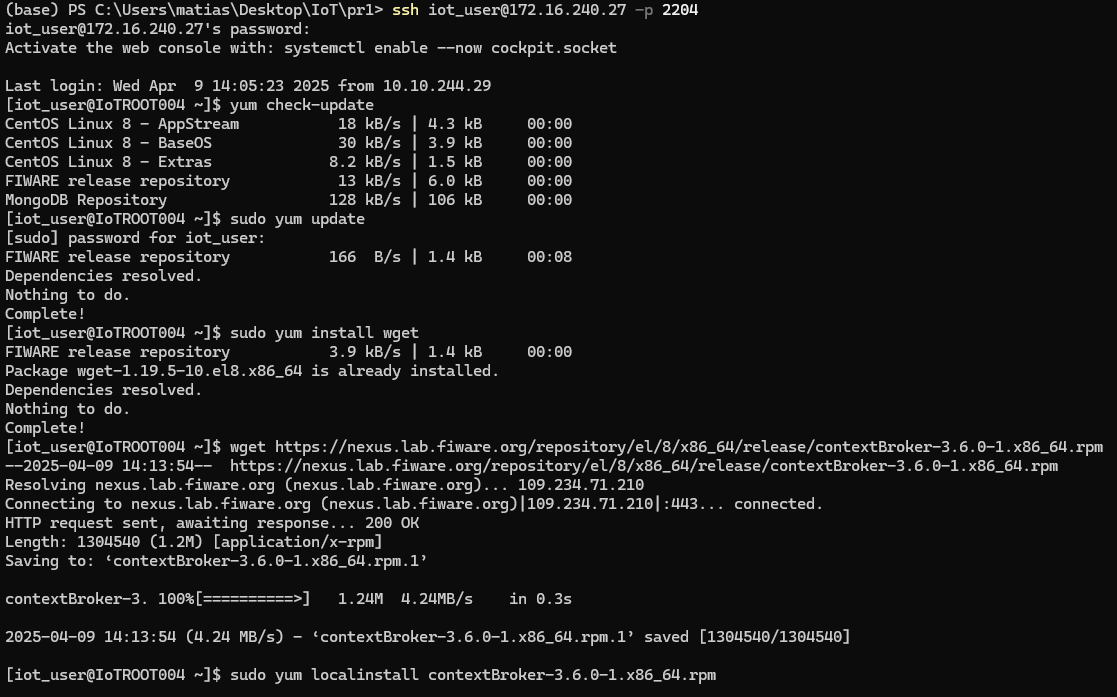 (base) PS C:\Users\matias\Desktop\IoT\pr1> ssh iot_user@172.16.240.27 -p 2204
iot_user@172.16.240.27's password:
Activate the web console with: systemctl enable --now cockpit.socket
Last login: Wed Apr  9 14:05:23 2025 from 10.10.244.29
[iot_user@IoTROOT004 ~]$ yum check-update
CentOS Linux 8 - AppStream           18 kB/s | 4.3 kB     00:00
CentOS Linux 8 - BaseOS              30 kB/s | 3.9 kB     00:00
CentOS Linux 8 - Extras             8.2 kB/s | 1.5 kB     00:00
FIWARE release repository            13 kB/s | 6.0 kB     00:00
MongoDB Repository                  128 kB/s | 106 kB     00:00
[iot_user@IoTROOT004 ~]$ sudo yum update
[sudo] password for iot_user:
FIWARE release repository           166  B/s | 1.4 kB     00:08
Dependencies resolved.
Nothing to do.
Complete!
[iot_user@IoTROOT004 ~]$ sudo yum install wget
FIWARE release repository           3.9 kB/s | 1.4 kB     00:00
Package wget-1.19.5-10.el8.x86_64 is already installed.
Dependencies resolved.
Nothing to do.
Complete!
[iot_user@IoTROOT004 ~]$ wget https://nexus.lab.fiware.org/repository/el/8/x86_64/release/contextBroker-3.6.0-1.x86_64.rpm
--2025-04-09 14:13:54--  https://nexus.lab.fiware.org/repository/el/8/x86_64/release/contextBroker-3.6.0-1.x86_64.rpm
Resolving nexus.lab.fiware.org (nexus.lab.fiware.org)... 109.234.71.210
Connecting to nexus.lab.fiware.org (nexus.lab.fiware.org)|109.234.71.210|:443... connected.
HTTP request sent, awaiting response... 200 OK
Length: 1304540 (1.2M) [application/x-rpm]
Saving to: ‘contextBroker-3.6.0-1.x86_64.rpm.1’
contextBroker-3. 100%[==========>]   1.24M  4.24MB/s    in 0.3s
2025-04-09 14:13:54 (4.24 MB/s) - ‘contextBroker-3.6.0-1.x86_64.rpm.1’ saved [1304540/1304540]
[iot_user@IoTROOT004 ~]$ sudo yum localinstall contextBroker-3.6.0-1.x86_64.rpm